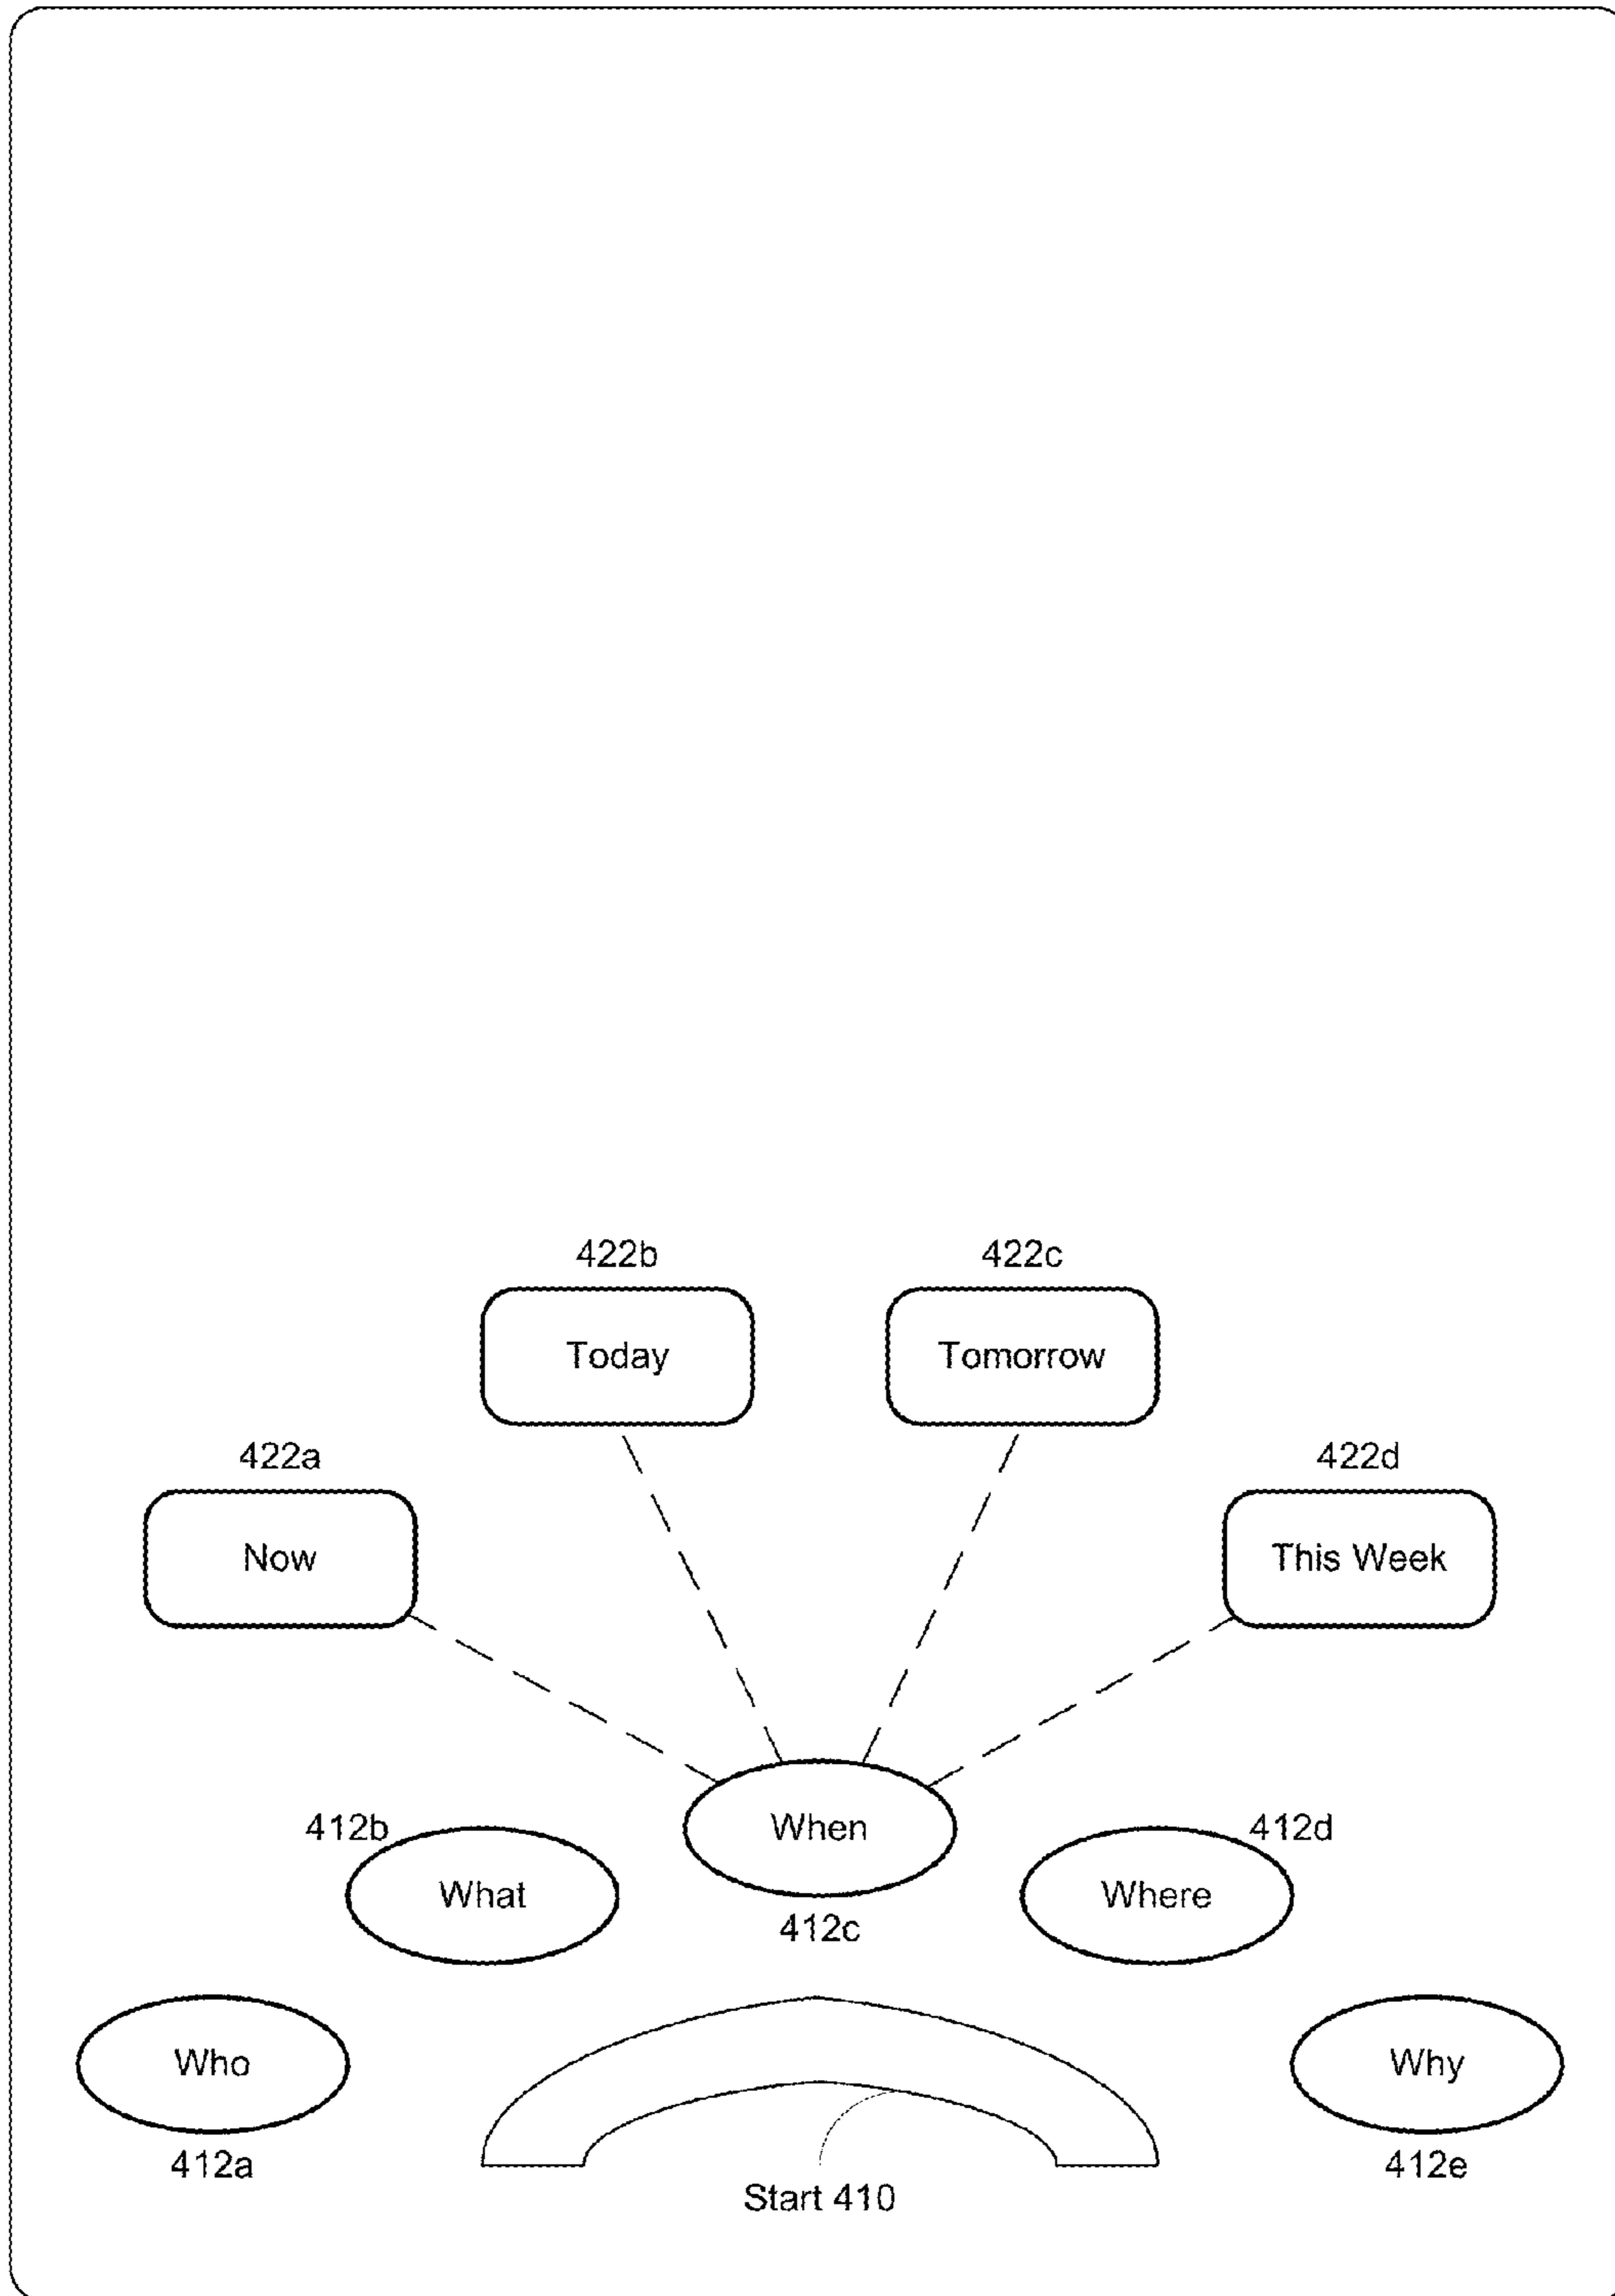 422b
422c
Today
Tomorrow
422a
422d
Now
This Week
412b
When
412d
What
Where
412c
Who
Why
412a
412e
Start 410